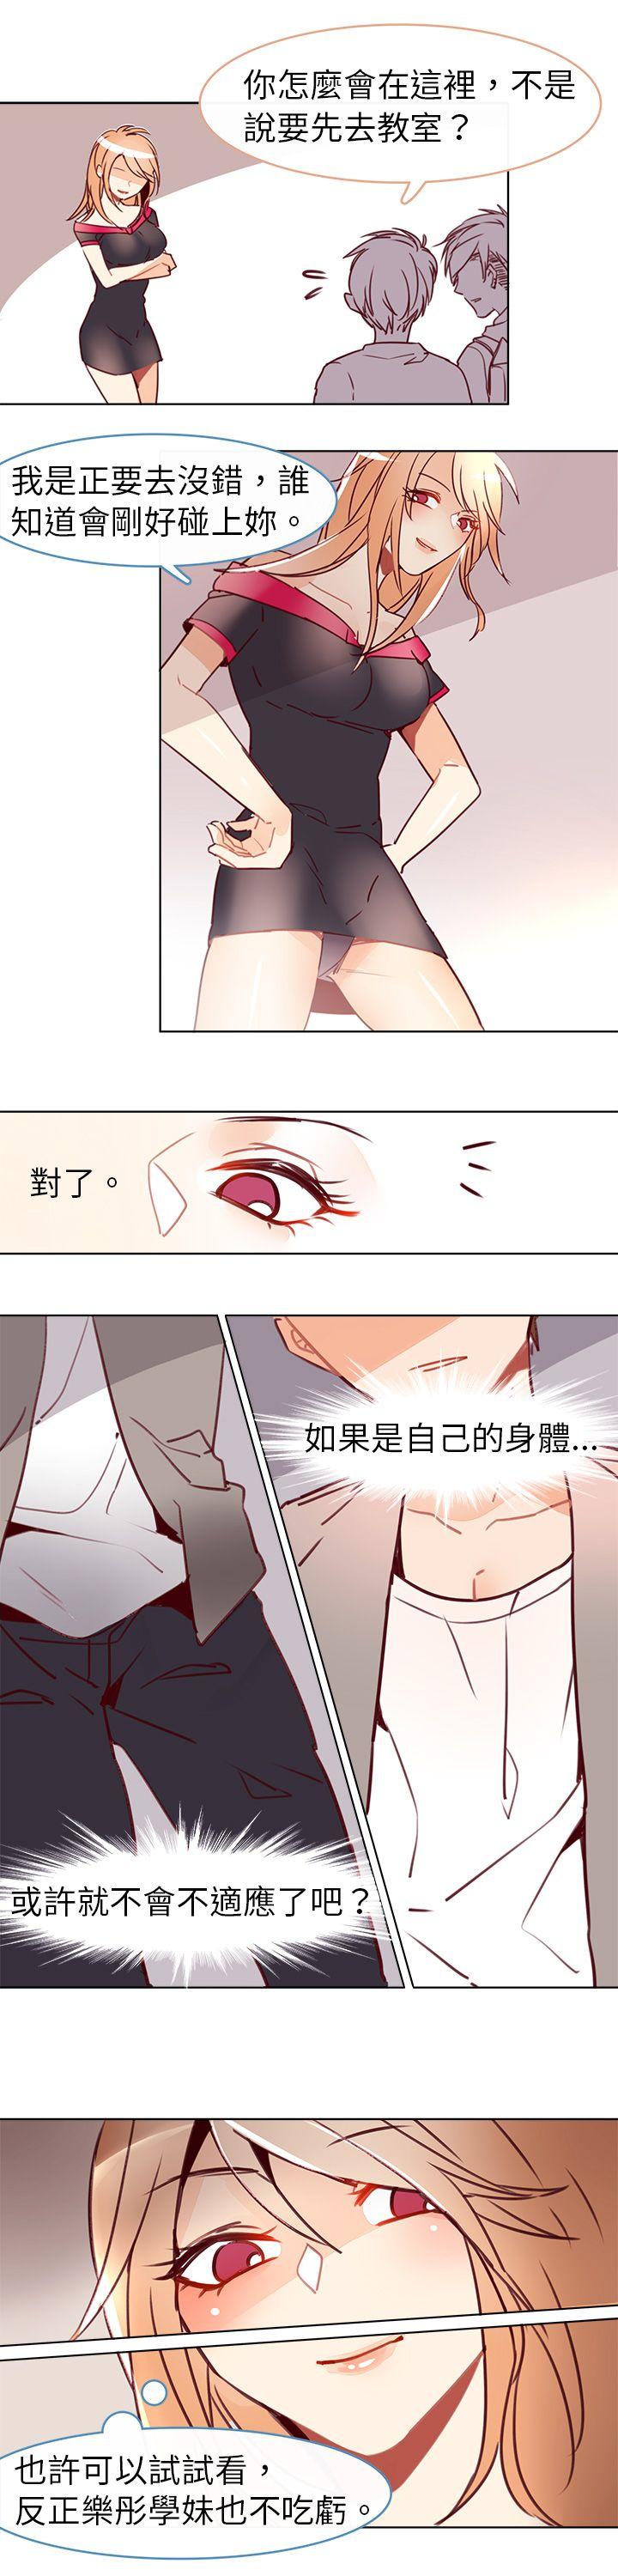 你怎麼會在這裡，不是
說要先去教室？
我是正要去沒錯，誰
知道會剛好碰上妳。
對了。
如果是自己的身體...
或許就不會不適應了吧？
也許可以試試看，
反正樂彤學妹也不吃虧。